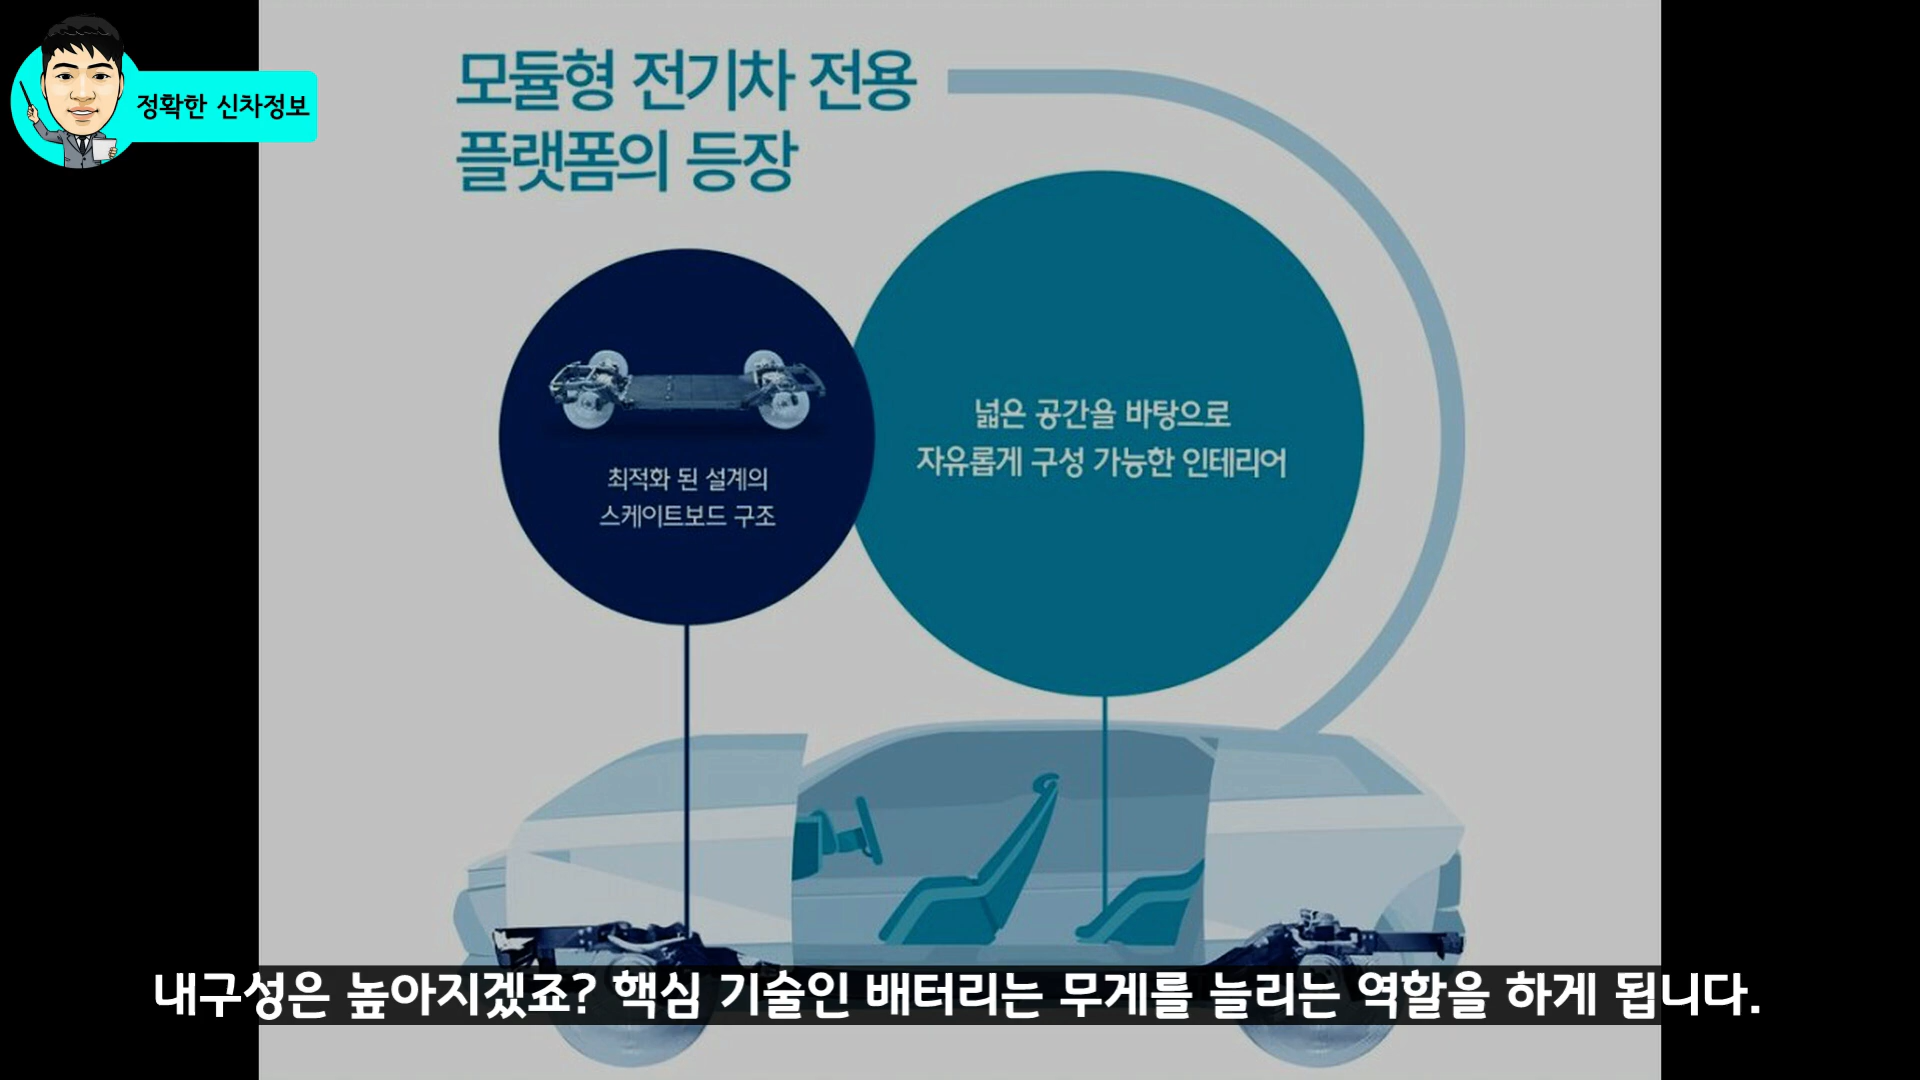 정확한 신차정보
모듈형 전기차 전용
플랫폼의 등장
최적화 된 설계의
스케이트보드 구조
넓은 공간을 바탕으로
자유롭게 구성 가능한 인테리어
내구성은 높아지겠죠? 핵심 기술인 배터리는 무게를 늘리는 역할을 하게 됩니다.